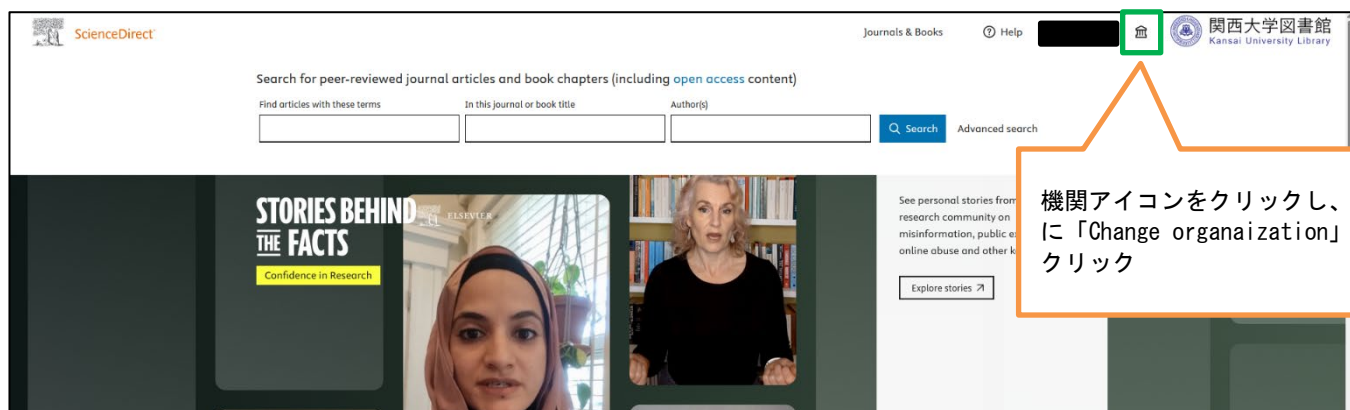 ScienceDirect
Journals & Books
Help
関西大学図書館
Kansai University Library
Search for peer-reviewed journal articles and book chapters (including open access content)
Find articles with these terms
In this journal or book title
Author(s)
Search
Advanced search
STORIES BEHIND
THE FACTS
ELSEVIER
Confidence in Research
See personal stories from
research community on
misinformation, public e
online abuse and other k
Explore stories
機関アイコンをクリックし、
に「Change organaization」
クリック